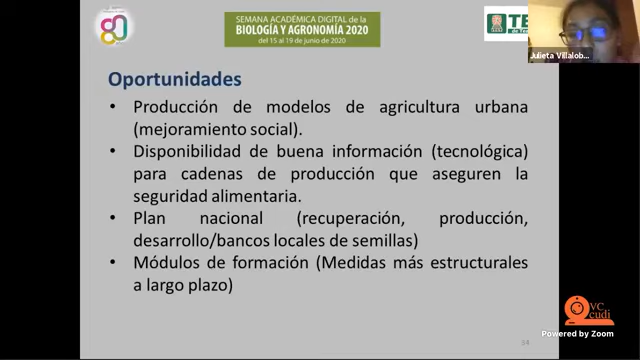 SEMANA ACADÉMICA DIGITAL de la
BIOLOGÍA Y AGRONOMÍA 2020
del 15 al 19 de junio de 2020
Julieta Villalob...
Oportunidades
• Producción de modelos de agricultura urbana
(mejoramiento social).
• Disponibilidad de buena información (tecnológica)
para cadenas de producción que aseguren la
seguridad alimentaria.
• Plan nacional (recuperación, producción,
desarrollo/bancos locales de semillas)
• Módulos de formación (Medidas más estructurales
a largo plazo)
VC
cudi
Powered by Zoom
34